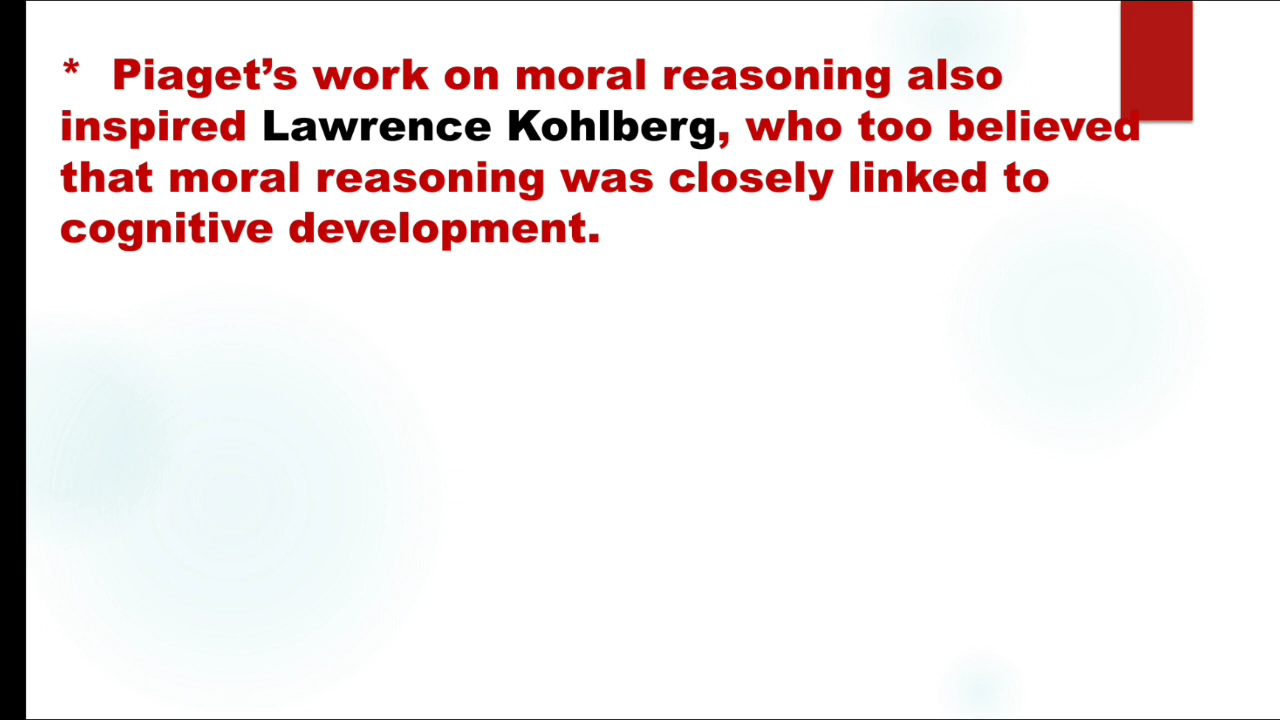 * Piaget’s work on moral reasoning also
inspired Lawrence Kohlberg, who too believed
that moral reasoning was closely linked to
cognitive development.